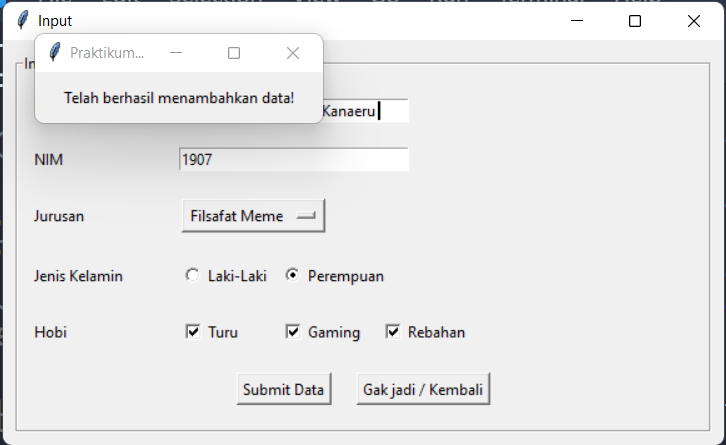 Input
Praktikum...
Telah berhasil menambahkan data!
Kanaeru
NIM
1907
Jurusan
Filsafat Meme
Jenis Kelamin
Laki-Laki
Perempuan
Hobi
Turu
Gaming
Rebahan
Submit Data
Gak jadi / Kembali